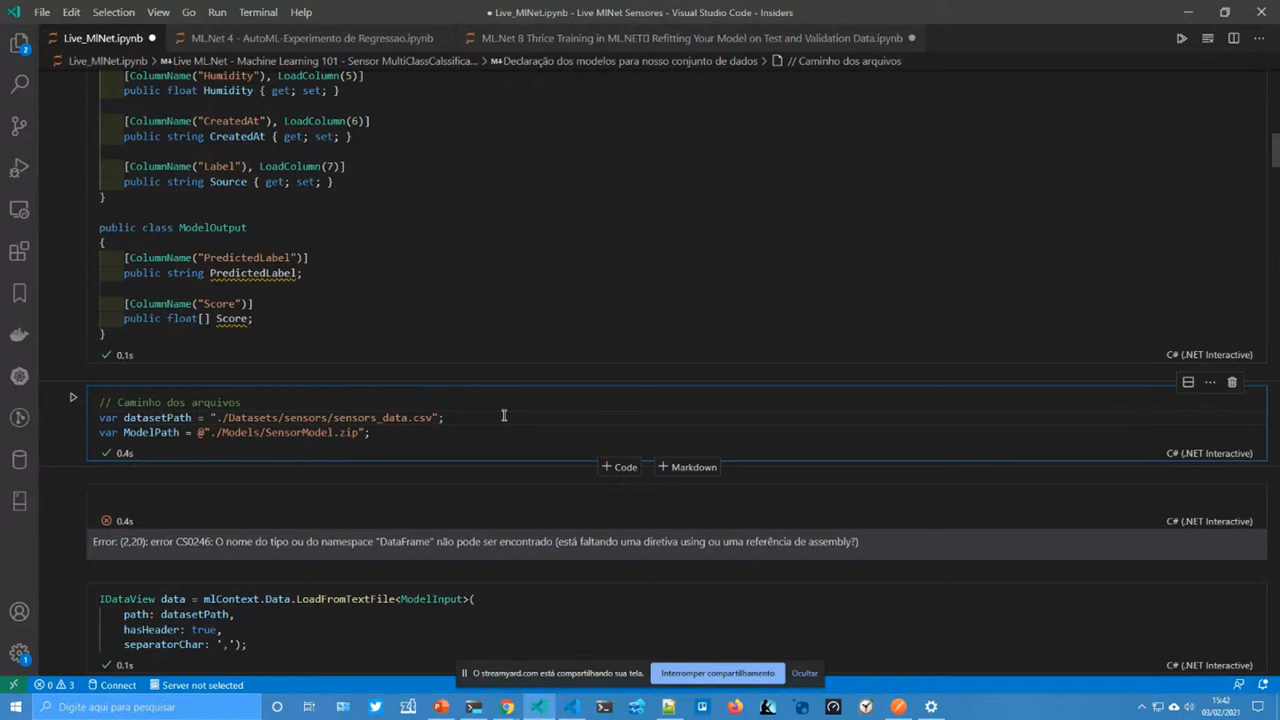 File Edit Selection View Go Run Terminal Help
● Live_MlNet.ipynb - Live MlNet Sensores - Visual Studio Code - Insiders
Live_MlNet.ipynb ●
ML.Net 4 - AutoML-Experimento de Regressao.ipynb
ML.Net 8 Thrice Training in ML.NET Refitting Your Model on Test and Validation Data.ipynb ●
Live_MlNet.ipynb > Live ML.Net - Machine Learning 101 - Sensor MultiClassCalssifica... > Declaração dos modelos para nosso conjunto de dados > // Caminho dos arquivos
[ColumnName("Humidity"), LoadColumn(5)]
public float Humidity { get; set; }
[ColumnName("CreatedAt"), LoadColumn(6)]
public string CreatedAt { get; set; }
[ColumnName("Label"), LoadColumn(7)]
public string Source { get; set; }
}
public class ModelOutput
{
[ColumnName("PredictedLabel")]
public string PredictedLabel;
[ColumnName("Score")]
public float[] Score;
}
0.1s
C# (.NET Interactive)
// Caminho dos arquivos
var datasetPath = "./Datasets/sensors/sensors_data.csv";
var ModelPath = @"./Models/SensorModel.zip";
0.4s
C# (.NET Interactive)
+ Code + Markdown
0.4s
C# (.NET Interactive)
Error: (2,20): error CS0246: O nome do tipo ou do namespace "DataFrame" não pode ser encontrado (está faltando uma diretiva using ou uma referência de assembly?)
IDataView data = mlContext.Data.LoadFromTextFile<ModelInput>(
path: datasetPath,
hasHeader: true,
separatorChar: ',');
0.1s
C# (.NET Interactive)
O streamyard.com está compartilhando sua tela.
Interromper compartilhamento
Ocultar
2
1
0 3 Connect Server not selected
Digite aqui para pesquisar
15:42
03/02/2021